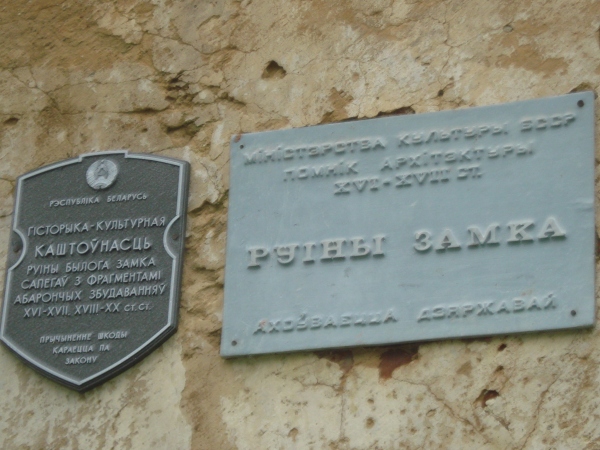 РЭСПУБЛІКА БЕЛАРУСЬ
ГІСТОРЫКА-КУЛЬТУРНАЯ
КАШТОЎНАСЦЬ
РУІНЫ БЫЛОГА ЗАМКА
САПЕГАЎ З ФРАГМЕНТАМІ
АБАРОНЧЫХ ЗБУДАВАННЯЎ
XVI-XVII, XVIII-XX СТ.СТ.
ПРЫЧЫНЕННЕ ШКОДЫ
КАРАЕЦЦА ПА
ЗАКОНУ
МІНІСТЭРСТВА КУЛЬТУРЫ БССР
ПОМНІК АРХІТЭКТУРЫ
XVI-XVIII СТ.
РУІНЫ ЗАМКА
АХОЎВАЕЦЦА ДЗЯРЖАВАЙ